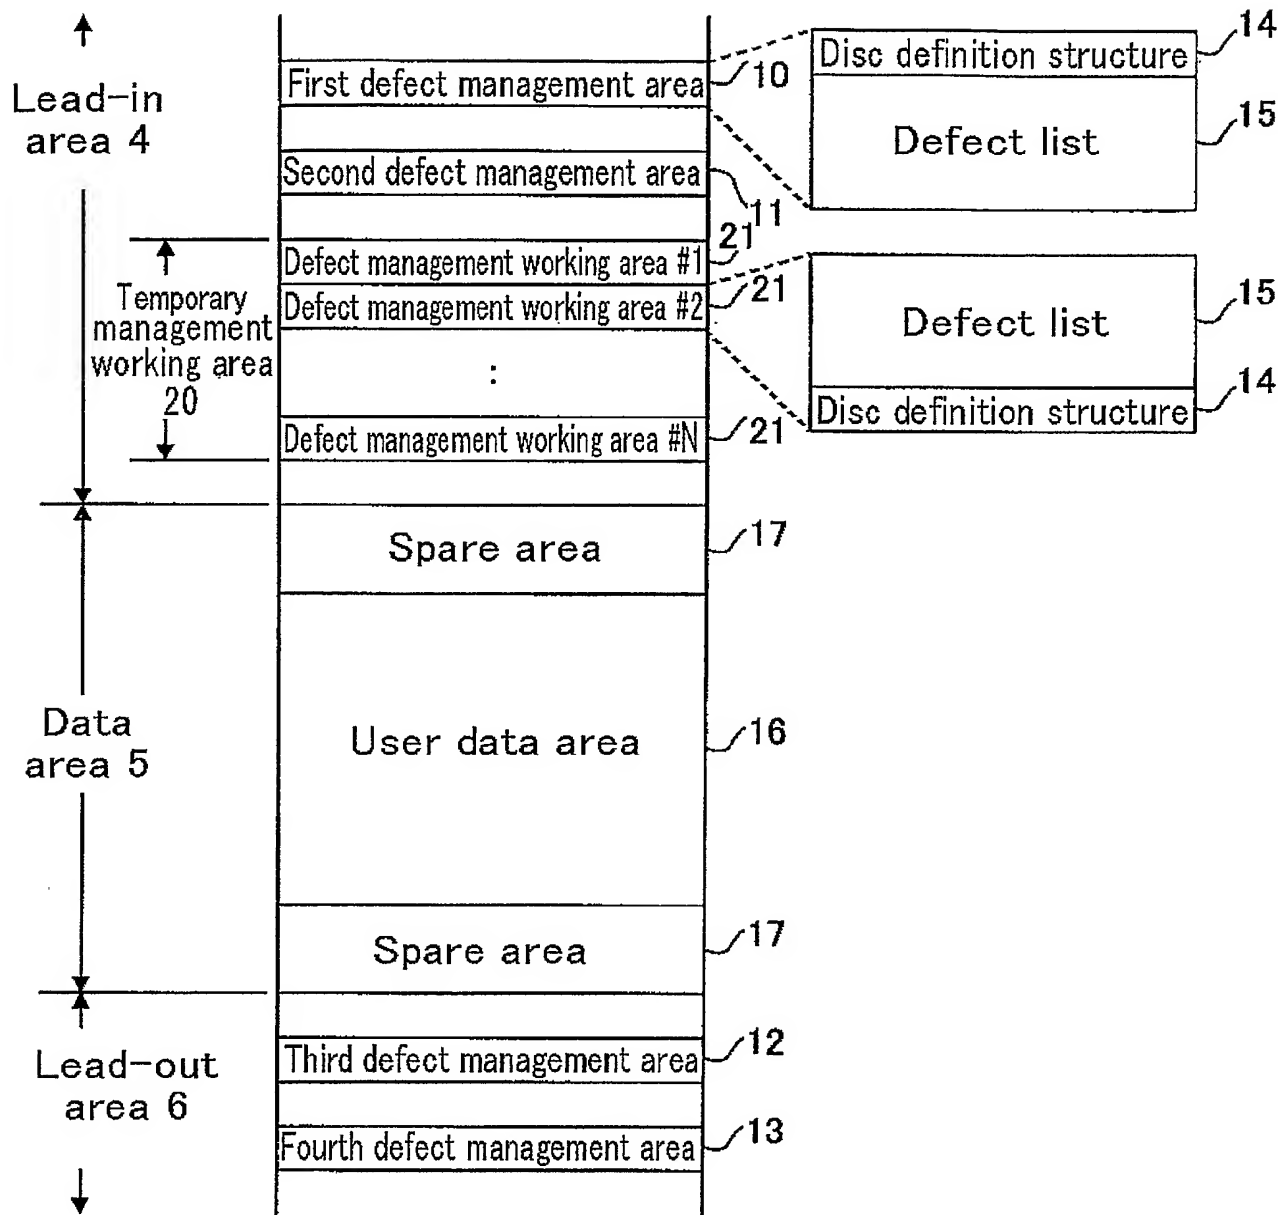 Lead-in
area 4
First defect management area
10
Disc definition structure
14
Defect list
15
Second defect management area
11
Temporary
management
working area
20
Defect management working area #1
21
Defect management working area #2
21
:
Defect management working area #N
21
Defect list
15
Disc definition structure
14
Data
area 5
Spare area
17
User data area
16
Spare area
17
Lead-out
area 6
Third defect management area
12
Fourth defect management area
13